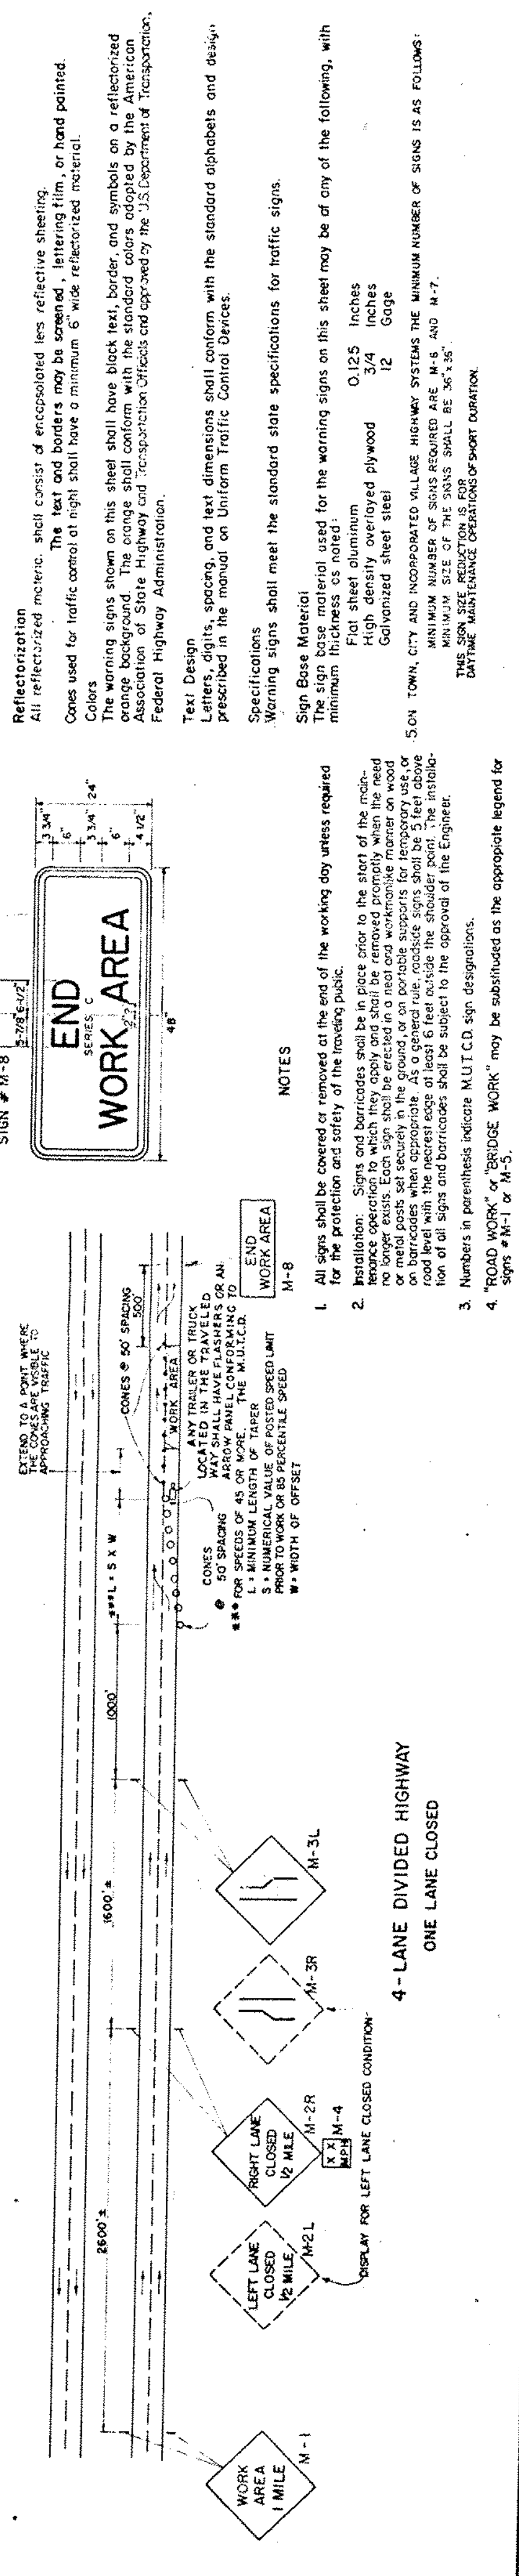 SIGN # M-8
5-7/8" 6-1/2"
END
SERIES C
WORK AREA
48"
3 3/4"
6"
3 3/4"
6"
4 1/2"
24"
Reflectorization
All reflectorized material shall consist of encapsolated lens reflective sheeting.
The text and borders may be screened, lettering film, or hand painted.
Cones used for traffic control at night shall have a minimum 6" wide reflectorized material.
Colors
The warning signs shown on this sheet shall have black text, border, and symbols on a reflectorized
orange background. The orange shall conform with the standard colors adopted by the American
Association of State Highway and Transportation Officials and approved by the U.S. Department of Transportation,
Federal Highway Administration.
Text Design
Letters, digits, spacing, and text dimensions shall conform with the standard alphabets and design
prescribed in the manual on Uniform Traffic Control Devices.
Specifications
Warning signs shall meet the standard state specifications for traffic signs.
Sign Base Material
The sign base material used for the warning signs on this sheet may be of any of the following, with
minimum thickness as noted:
Flat sheet aluminum 0.125 Inches
High density overlayed plywood 3/4 Inches
Galvanized sheet steel 12 Gage
5. ON TOWN, CITY AND INCORPORATED VILLAGE HIGHWAY SYSTEMS THE MINIMUM NUMBER OF SIGNS IS AS FOLLOWS:
MINIMUM NUMBER OF SIGNS REQUIRED ARE M-6 AND M-7.
MINIMUM SIZE OF THE SIGNS SHALL BE 36"x36".
THIS SIGN SIZE REDUCTION IS FOR
DAYTIME MAINTENANCE OPERATIONS OF SHORT DURATION.
NOTES
1. All signs shall be covered or removed at the end of the working day unless required
for the protection and safety of the traveling public.
2. Installation: Signs and barricades shall be in place prior to the start of the main-
tenance operation to which they apply and shall be removed promptly when the need
no longer exists. Each sign shall be erected in a neat and workmanlike manner on wood
or metal posts set securely in the ground, or on portable supports for temporary use, or
on barricades when appropriate. As a general rule, roadside signs shall be 5 feet above
road level with the nearest edge at least 6 feet outside the shoulder point. The installa-
tion of all signs and barricades shall be subject to the approval of the Engineer.
3. Numbers in parenthesis indicate M.U.T.C.D. sign designations.
4. "ROAD WORK" or "BRIDGE WORK" may be substituted as the appropiate legend for
signs # M-1 or M-5.
EXTEND TO A POINT WHERE
THE CONES ARE VISIBLE TO
APPROACHING TRAFFIC
2600'±
1600'±
1000'
***L = S X W
CONES @ 50' SPACING
500'
WORK AREA
CONES
@
50' SPACING
ANY TRAILER OR TRUCK
LOCATED IN THE TRAVELED
WAY SHALL HAVE FLASHERS OR AN
ARROW PANEL CONFORMING TO
THE M.U.T.C.D.
*** FOR SPEEDS OF 45 OR MORE.
L = MINIMUM LENGTH OF TAPER
S = NUMERICAL VALUE OF POSTED SPEED LIMIT
PRIOR TO WORK OR 85 PERCENTILE SPEED
W = WIDTH OF OFFSET
END
WORK AREA
M-8
WORK
AREA
1 MILE
M-1
LEFT LANE
CLOSED
1/2 MILE
M-2L
RIGHT LANE
CLOSED
1/2 MILE
M-2R
X X
MPH
M-4
M-3R
M-3L
DISPLAY FOR LEFT LANE CLOSED CONDITION
4-LANE DIVIDED HIGHWAY
ONE LANE CLOSED